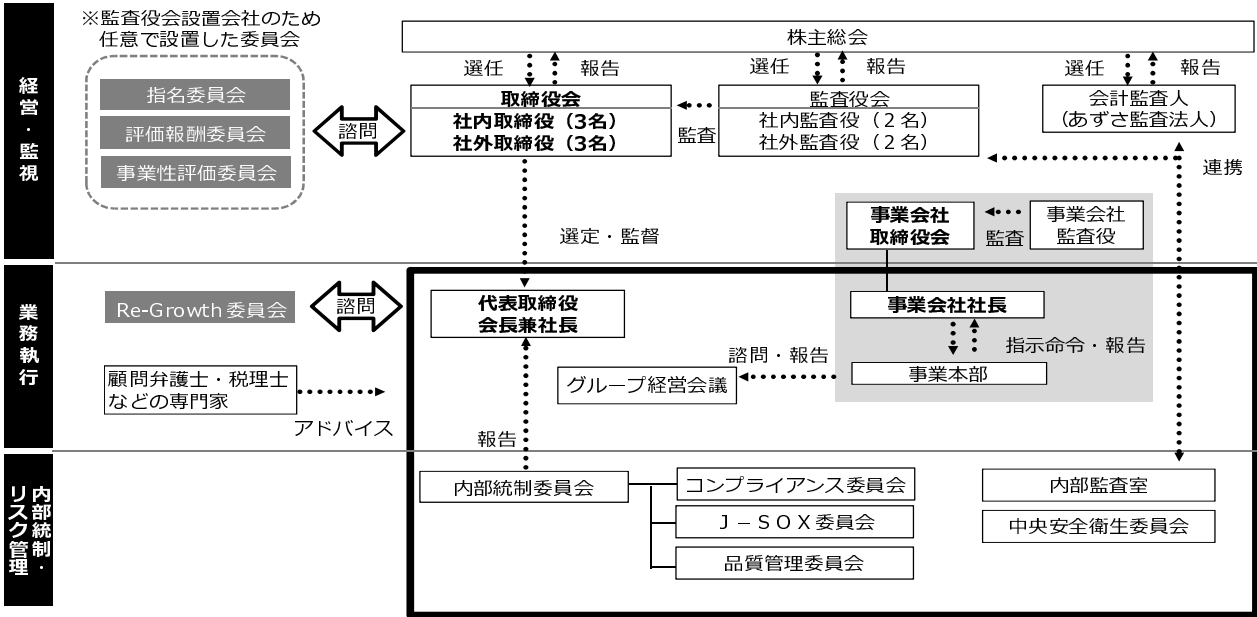 経営・監視
※監査役会設置会社のため
任意で設置した委員会
指名委員会
評価報酬委員会
事業性評価委員会
諮問
株主総会
選任
報告
選任
報告
選任
報告
取締役会
社内取締役（3名）
社外取締役（3名）
監査
監査役会
社内監査役（２名）
社外監査役（２名）
会計監査人
（あずさ監査法人）
連携
選定・監督
事業会社
取締役会
監査
事業会社
監査役
業務執行
Re-Growth 委員会
諮問
代表取締役
会長兼社長
事業会社社長
指示命令・報告
事業本部
諮問・報告
グループ経営会議
顧問弁護士・税理士
などの専門家
アドバイス
報告
内部統制・
リスク管理
内部統制委員会
コンプライアンス委員会
Ｊ－ＳＯＸ委員会
品質管理委員会
内部監査室
中央安全衛生委員会